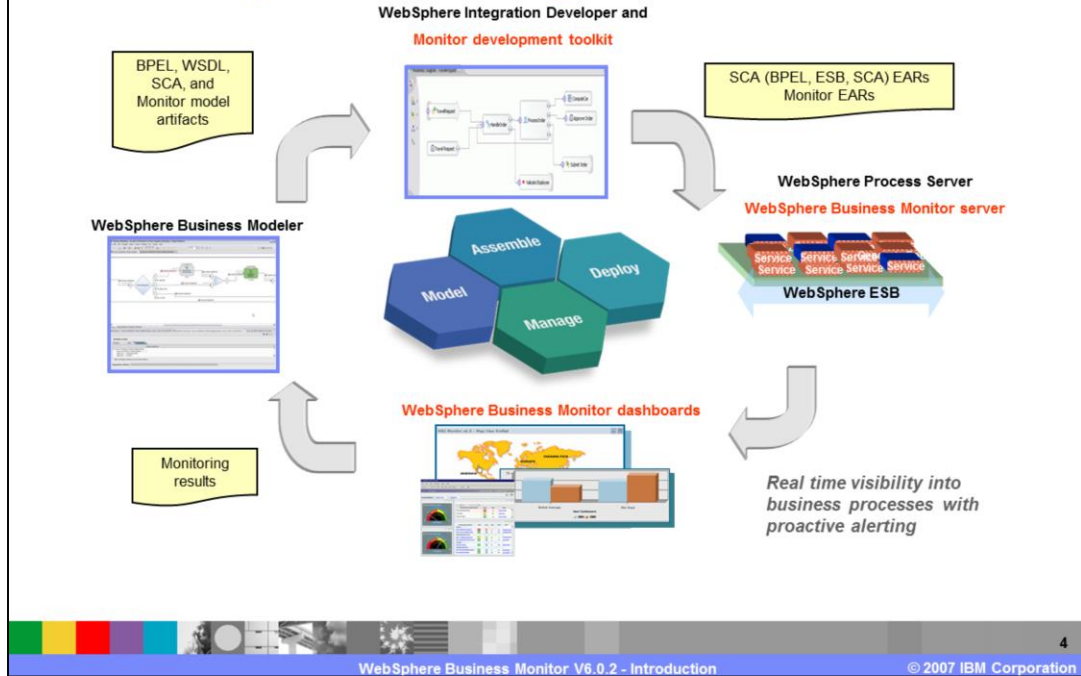 WebSphere Integration Developer and
Monitor development toolkit
BPEL, WSDL,
SCA, and
Monitor model
artifacts
SCA (BPEL, ESB, SCA) EARs
Monitor EARs
WebSphere Process Server
WebSphere Business Monitor server
Service
Service
Service
Service
Service
Service
WebSphere ESB
WebSphere Business Modeler
Assemble
Deploy
Model
Manage
WebSphere Business Monitor dashboards
Monitoring
results
Real time visibility into
business processes with
proactive alerting
4
WebSphere Business Monitor V6.0.2 - Introduction
© 2007 IBM Corporation